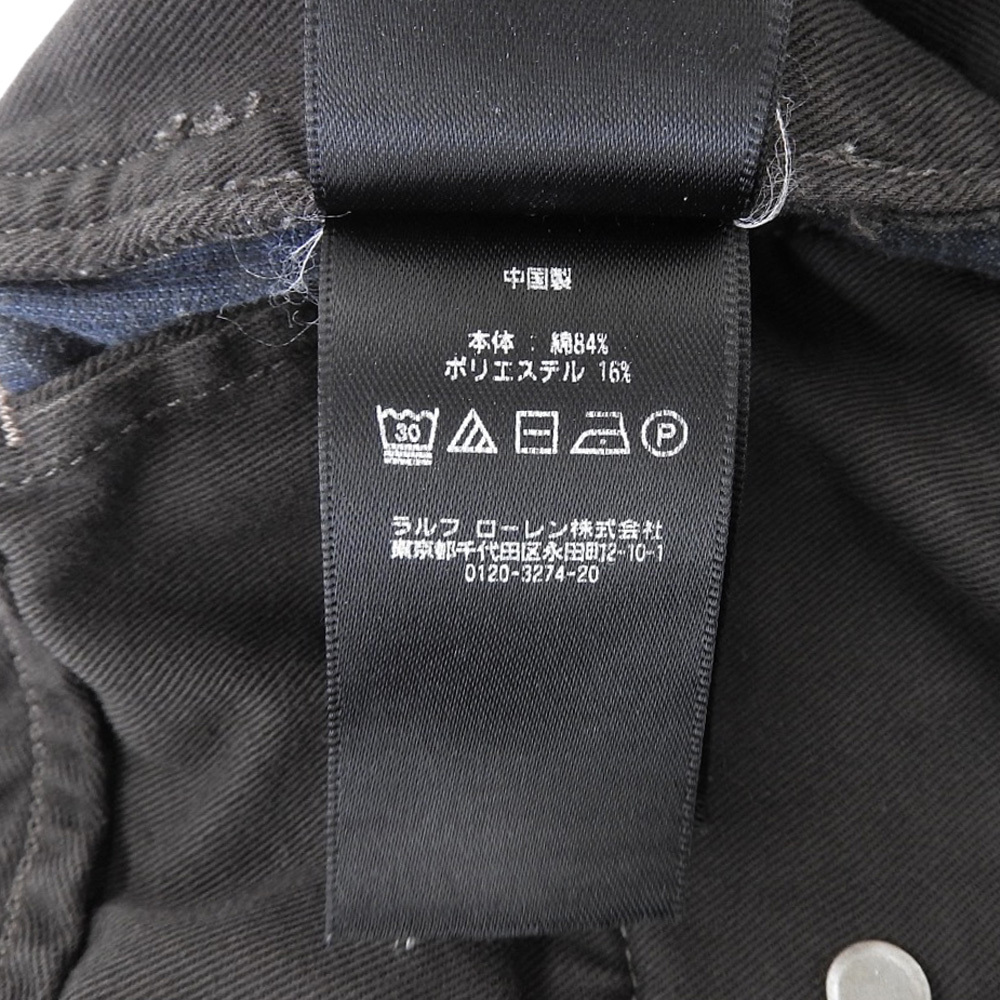 中国製
本体 : 綿84%
ポリエステル 16%
30
P
ラルフ ローレン株式会社
東京都千代田区永田町2-10-1
0120-3274-20